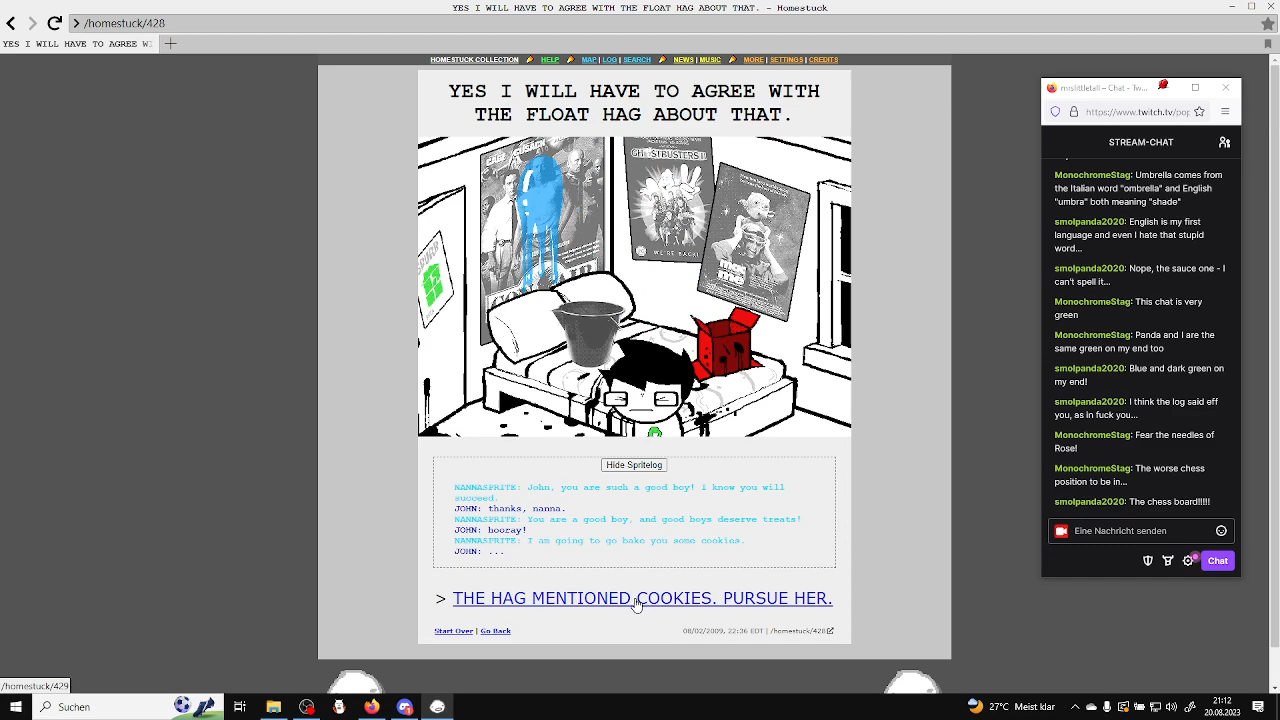 YES I WILL HAVE TO AGREE WITH THE FLOAT HAG ABOUT THAT. - Homestuck
> /homestuck/428
YES I WILL HAVE TO AGREE WI
HOMESTUCK COLLECTION HELP MAP | LOG | SEARCH NEWS | MUSIC MORE | SETTINGS | CREDITS
YES I WILL HAVE TO AGREE WITH
THE FLOAT HAG ABOUT THAT.
GHOSTBUSTERS II
WE'RE BACK!
Hide Spritelog
NANNASPRITE: John, you are such a good boy! I know you will
succeed.
JOHN: thanks, nanna.
NANNASPRITE: You are a good boy, and good boys deserve treats!
JOHN: hooray!
NANNASPRITE: I am going to go bake you some cookies.
JOHN: ...
> THE HAG MENTIONED COOKIES. PURSUE HER.
Start Over | Go Back
08/02/2009, 22:36 EDT | /homestuck/428
mrslittletall – Chat - Tw...
https://www.twitch.tv/pop
STREAM-CHAT
MonochromeStag: Umbrella comes from
the Italian word "ombrella" and English
"umbra" both meaning "shade"
smolpanda2020: English is my first
language and even I hate that stupid
word...
smolpanda2020: Nope, the sauce one - I
can't spell it...
MonochromeStag: This chat is very
green
MonochromeStag: Panda and I are the
same green on my end too
smolpanda2020: Blue and dark green on
my end!
smolpanda2020: I think the log said eff
you, as in fuck you...
MonochromeStag: Fear the needles of
Rose!
MonochromeStag: The worse chess
position to be in...
smolpanda2020: The chess board!!!!!
Eine Nachricht senden
Chat
/homestuck/429
Suchen
27°C Meist klar
21:12
20.08.2023